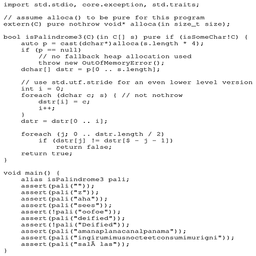 import std.stdio, core.exception, std.traits;

// assume alloca() to be pure for this program
extern(C) pure nothrow void* alloca(in size_t size);

bool isPalindrome3(C)(in C[] s) pure if (isSomeChar!C) {
    auto p = cast(dchar*)alloca(s.length * 4);
    if (p == null)
        // no fallback heap allocation used
        throw new OutOfMemoryError();
    dchar[] dstr = p[0 .. s.length];

    // use std.utf.stride for an even lower level version
    int i = 0;
    foreach (dchar c; s) { // not nothrow
        dstr[i] = c;
        i++;
    }
    dstr = dstr[0 .. i];

    foreach (j; 0 .. dstr.length / 2)
        if (dstr[j] != dstr[$ - j - 1])
            return false;
    return true;
}

void main() {
    alias isPalindrome3 pali;
    assert(pali(""));
    assert(pali("z"));
    assert(pali("aha"));
    assert(pali("sees"));
    assert(!pali("oofoe"));
    assert(pali("deified"));
    assert(!pali("Deified"));
    assert(pali("amanaplanacanalpanama"));
    assert(pali("ingirumimusnocteetconsumimurigni"));
    assert(pali("salÃ las"));
}